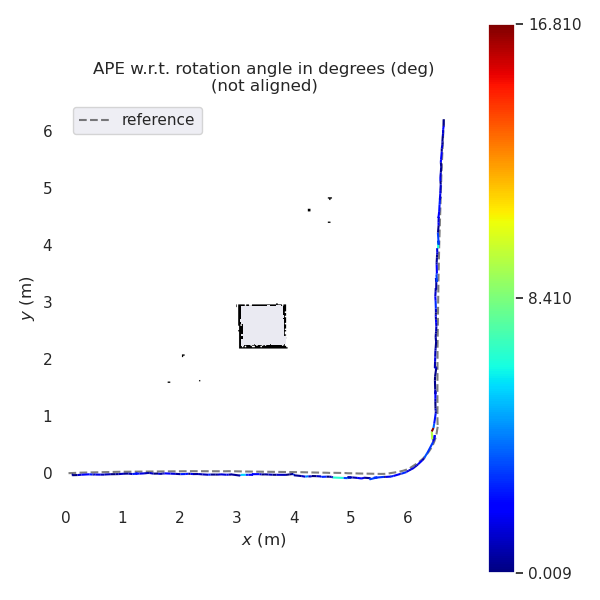 APE w.r.t. rotation angle in degrees (deg)
(not aligned)
reference
16.810
8.410
0.009
6
5
4
3
2
1
0
y (m)
0 1 2 3 4 5 6
x (m)